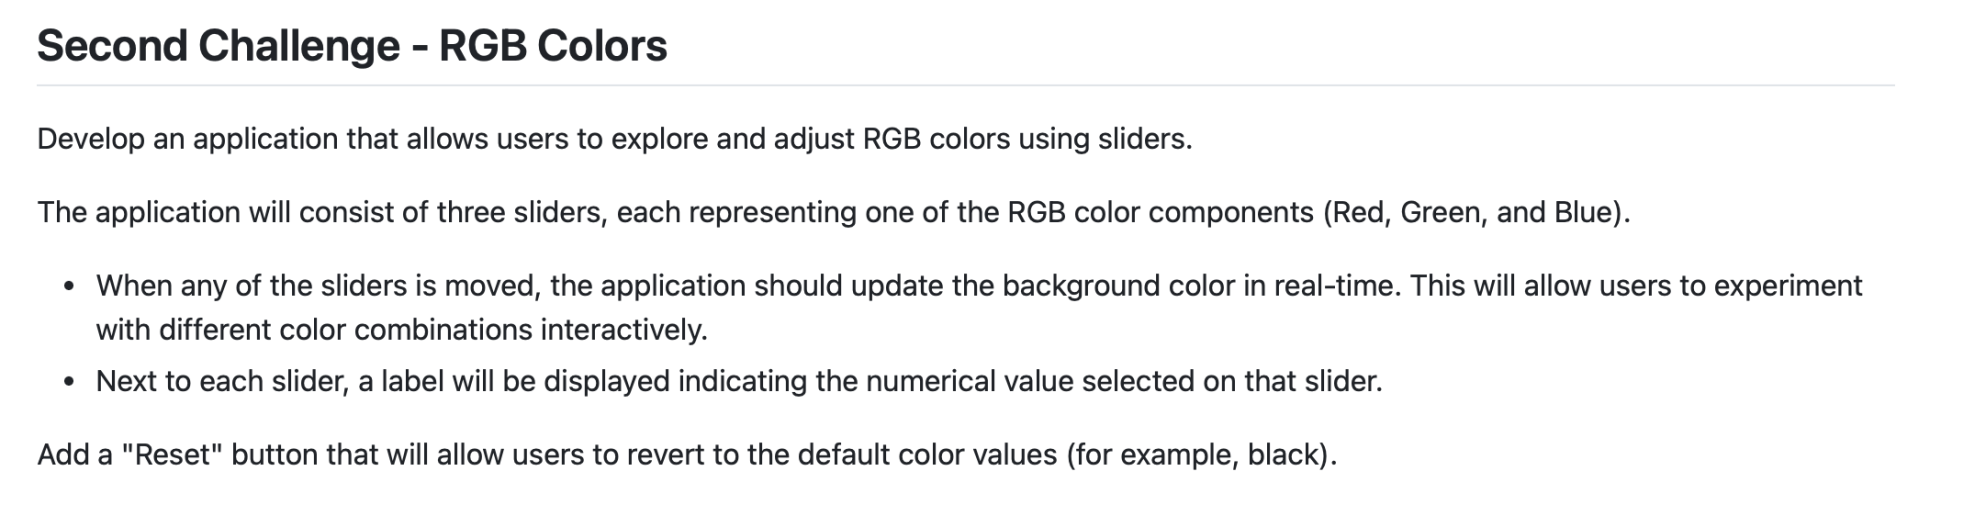 Second Challenge - RGB Colors
Develop an application that allows users to explore and adjust RGB colors using sliders.
The application will consist of three sliders, each representing one of the RGB color components (Red, Green, and Blue).
• When any of the sliders is moved, the application should update the background color in real-time. This will allow users to experiment
with different color combinations interactively.
• Next to each slider, a label will be displayed indicating the numerical value selected on that slider.
Add a "Reset" button that will allow users to revert to the default color values (for example, black).